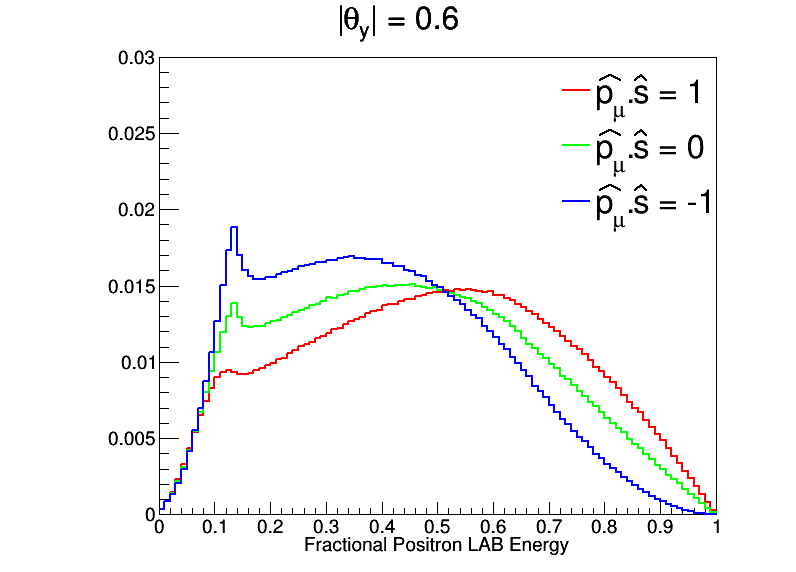 |θy| = 0.6
0.03
0.025
0.02
0.015
0.01
0.005
0
p̂μ.ŝ = 1
p̂μ.ŝ = 0
p̂μ.ŝ = -1
0 0.1 0.2 0.3 0.4 0.5 0.6 0.7 0.8 0.9 1
Fractional Positron LAB Energy